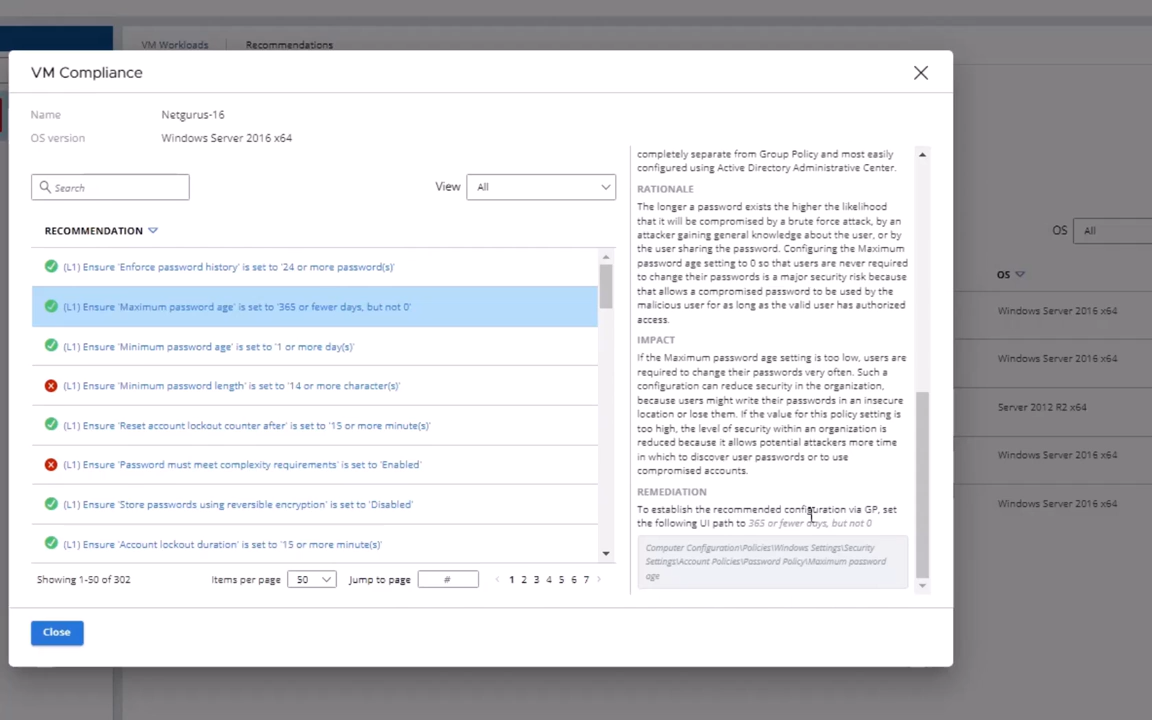 VM Workloads
Recommendations
VM Compliance
Name
Netgurus-16
OS version
Windows Server 2016 x64
Search
View
All
RECOMMENDATION
(L1) Ensure 'Enforce password history' is set to '24 or more password(s)'
(L1) Ensure 'Maximum password age' is set to '365 or fewer days, but not 0'
(L1) Ensure 'Minimum password age' is set to '1 or more day(s)'
(L1) Ensure 'Minimum password length' is set to '14 or more character(s)'
(L1) Ensure 'Reset account lockout counter after' is set to '15 or more minute(s)'
(L1) Ensure 'Password must meet complexity requirements' is set to 'Enabled'
(L1) Ensure 'Store passwords using reversible encryption' is set to 'Disabled'
(L1) Ensure 'Account lockout duration' is set to '15 or more minute(s)'
Showing 1-50 of 302
Items per page
50
Jump to page
#
1 2 3 4 5 6 7
completely separate from Group Policy and most easily
configured using Active Directory Administrative Center.
RATIONALE
The longer a password exists the higher the likelihood
that it will be compromised by a brute force attack, by an
attacker gaining general knowledge about the user, or by
the user sharing the password. Configuring the Maximum
password age setting to 0 so that users are never required
to change their passwords is a major security risk because
that allows a compromised password to be used by the
malicious user for as long as the valid user has authorized
access.
IMPACT
If the Maximum password age setting is too low, users are
required to change their passwords very often. Such a
configuration can reduce security in the organization,
because users might write their passwords in an insecure
location or lose them. If the value for this policy setting is
too high, the level of security within an organization is
reduced because it allows potential attackers more time
in which to discover user passwords or to use
compromised accounts.
REMEDIATION
To establish the recommended configuration via GP, set
the following UI path to 365 or fewer days, but not 0
Computer Configuration\Policies\Windows Settings\Security
Settings\Account Policies\Password Policy\Maximum password
age
Close
OS
All
OS
Windows Server 2016 x64
Windows Server 2016 x64
Server 2012 R2 x64
Windows Server 2016 x64
Windows Server 2016 x64